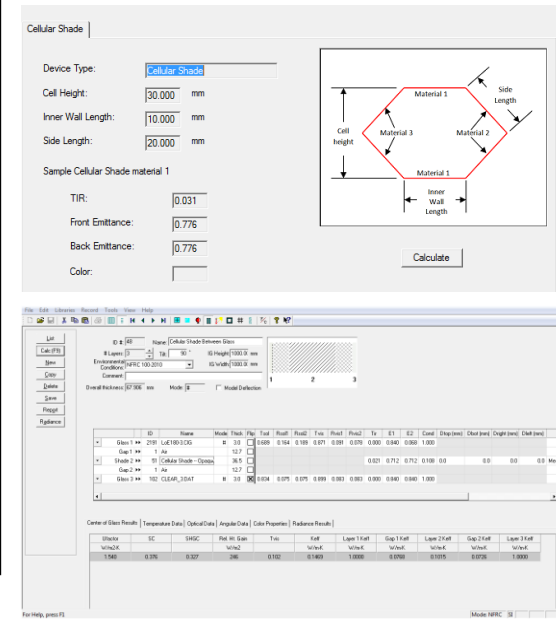 Cellular Shade
Device Type: Cellular Shade
Cell Height: 30.000 mm
Inner Wall Length: 10.000 mm
Side Length: 20.000 mm
Sample Cellular Shade material 1
TIR: 0.031
Front Emittance: 0.776
Back Emittance: 0.776
Color:
Material 1
Side
Length
Cell
height
Material 3
Material 2
Material 1
Inner
Wall
Length
Calculate
File Edit Libraries Record Tools View Help
List
Calc (F9)
New
Copy
Delete
Save
Report
Radiance
ID #: 49 Name: Cellular Shade Between Glass
# Layers: 3 Tilt: 90 ° IG Height: 1000.00 mm
Environmental
Conditions: NFRC 100-2010 IG Width: 1000.00 mm
Comment:
Overall thickness: 67.906 mm Mode: # Model Deflection
1 2 3
ID Name Mode Thick Flip Tsol Rsol1 Rsol2 Tvis Rvis1 Rvis2 Tir E1 E2 Cond Dtop (mm) Dbot (mm) Dright (mm) Dleft (mm)
Glass 1 2191 LoE180-3.CIG # 3.0 0.689 0.164 0.189 0.871 0.091 0.078 0.000 0.840 0.068 1.000
Gap 1 1 Air 12.7
Shade 2 51 Cellular Shade - Opaqu 36.5 0.021 0.712 0.712 0.108 0.0 0.0 0.0 0.0
Gap 2 1 Air 12.7
Glass 3 102 CLEAR_3.DAT # 3.0 0.834 0.075 0.075 0.899 0.083 0.083 0.000 0.840 0.840 1.000
Center of Glass Results Temperature Data Optical Data Angular Data Color Properties Radiance Results
Ufactor SC SHGC Rel. Ht. Gain Tvis Keff Layer 1 Keff Gap 1 Keff Layer 2 Keff Gap 2 Keff Layer 3 Keff
W/m2-K W/m2 W/m-K W/m-K W/m-K W/m-K W/m-K W/m-K
1.548 0.376 0.327 246 0.102 0.1469 1.0000 0.0768 0.1015 0.0726 1.0000
For Help, press F1
Mode: NFRC SI